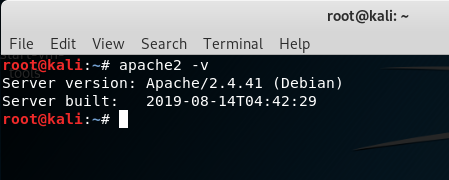 root@kali: ~
File Edit View Search Terminal Help
root@kali:~# apache2 -v
Server version: Apache/2.4.41 (Debian)
Server built:   2019-08-14T04:42:29
root@kali:~#